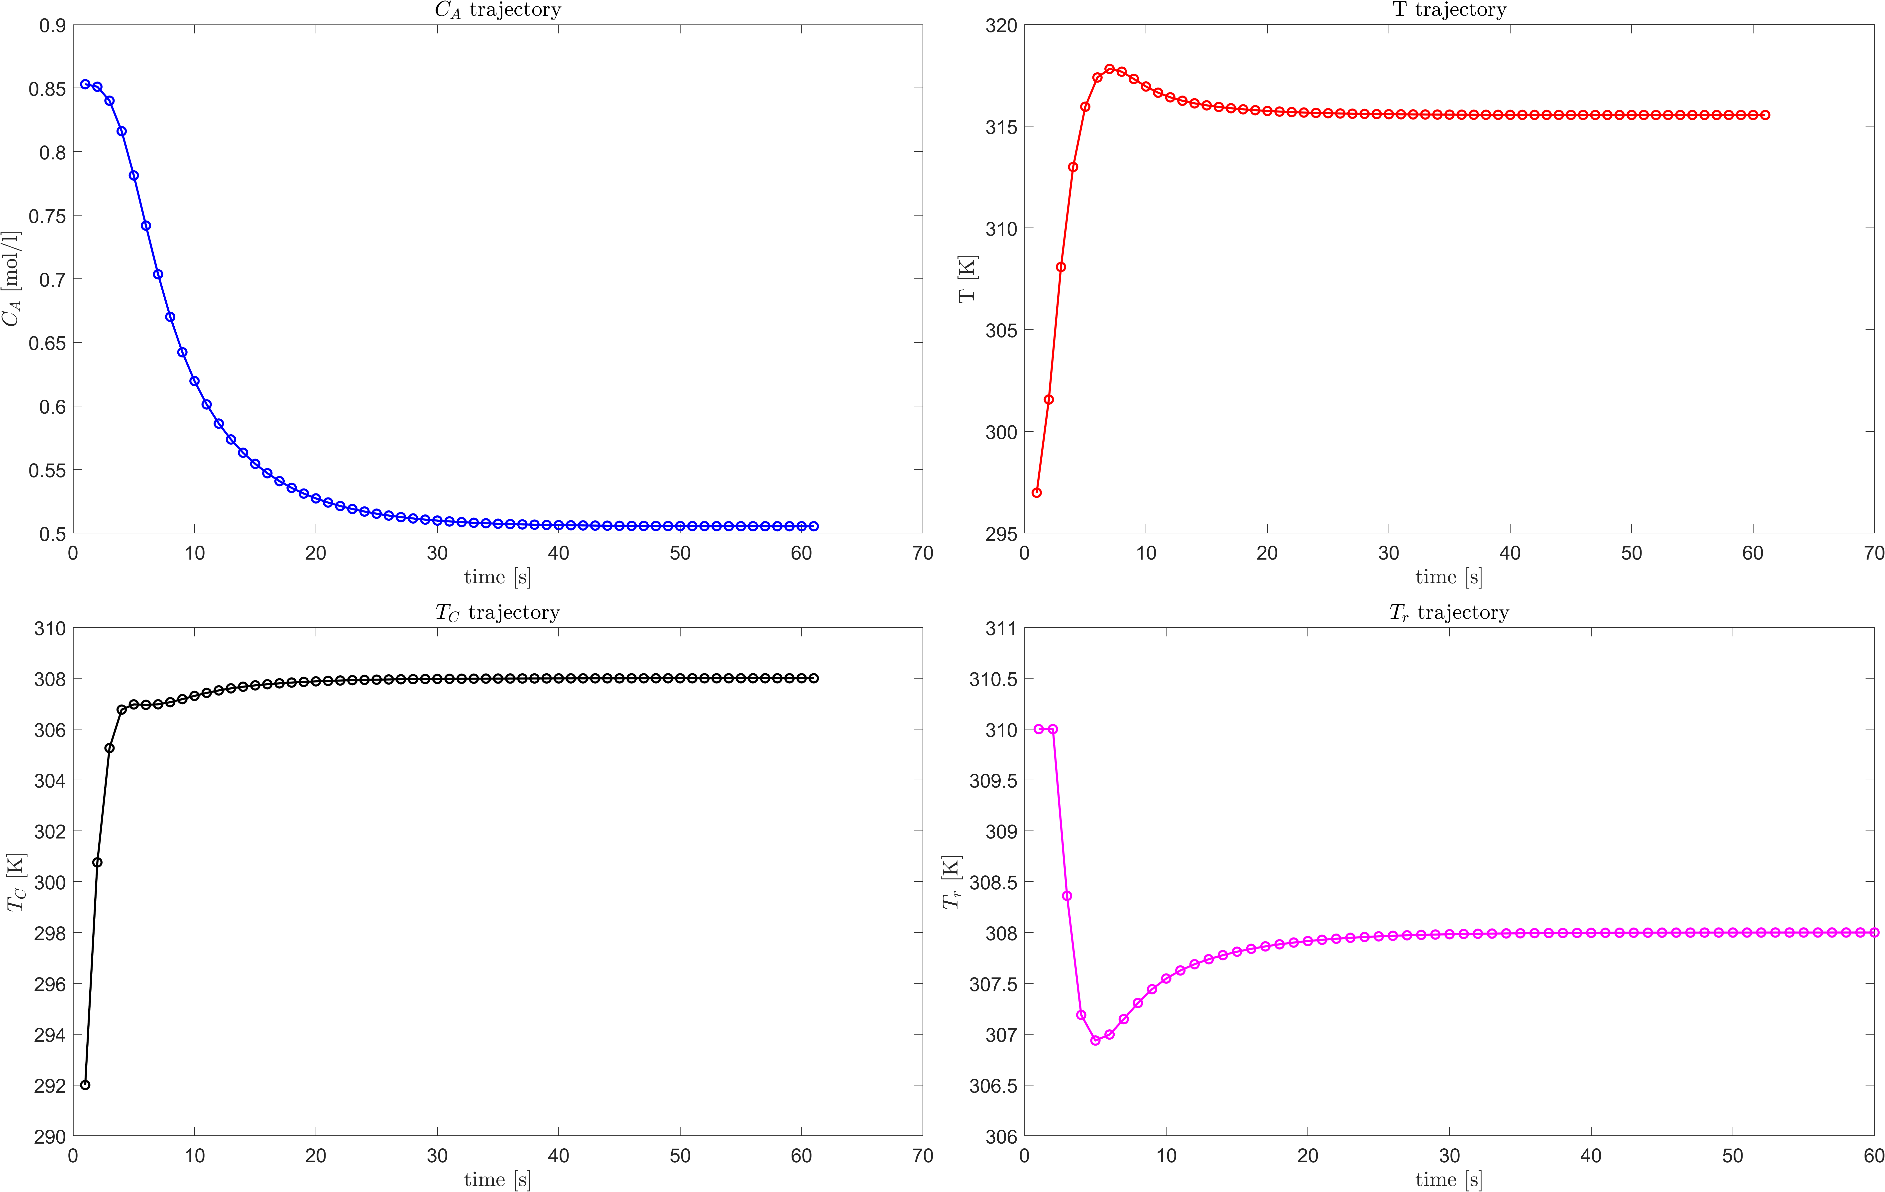 C_A trajectory
0.9
0.85
0.8
0.75
0.7
0.65
0.6
0.55
0.5
C_A [mol/l]
0 10 20 30 40 50 60 70
time [s]
T trajectory
320
315
310
305
300
295
T [K]
0 10 20 30 40 50 60 70
time [s]
T_C trajectory
310
308
306
304
302
300
298
296
294
292
290
T_C [K]
0 10 20 30 40 50 60 70
time [s]
T_r trajectory
311
310.5
310
309.5
309
308.5
308
307.5
307
306.5
306
T_r [K]
0 10 20 30 40 50 60
time [s]